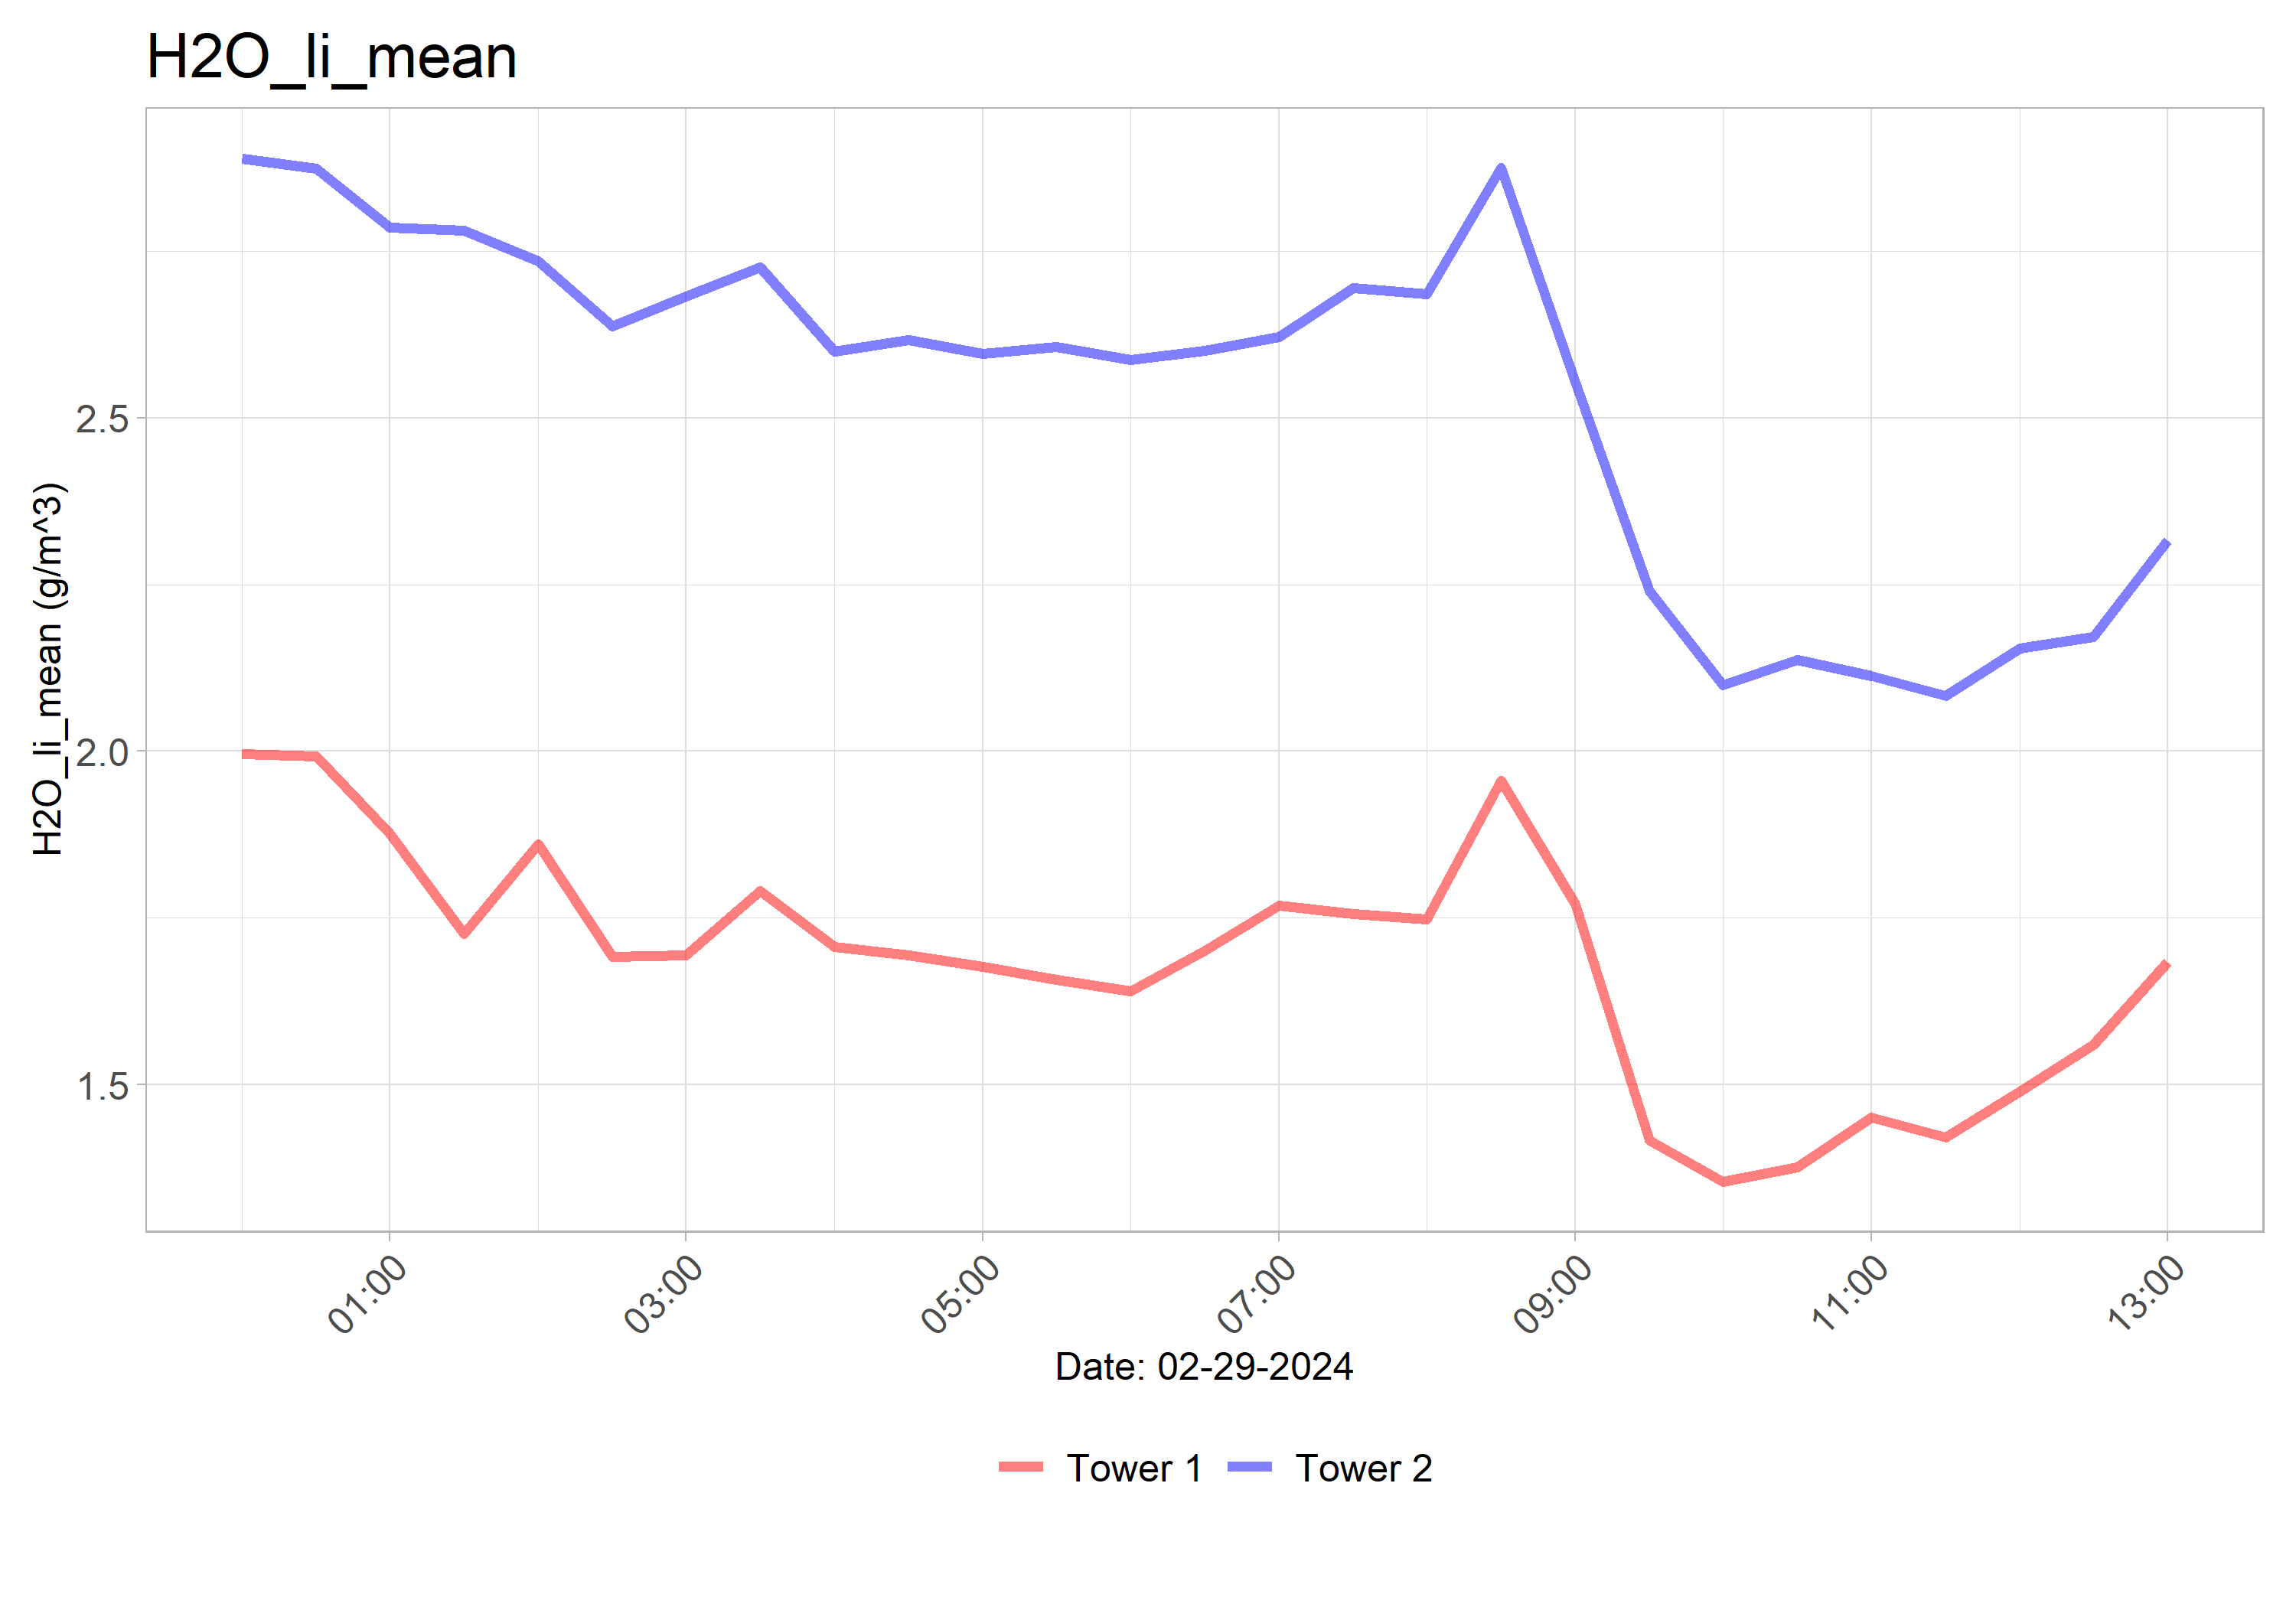 H2O_li_mean
H2O_li_mean (g/m^3)
2.5
2.0
1.5
01:00
03:00
05:00
07:00
09:00
11:00
13:00
Date: 02-29-2024
Tower 1
Tower 2